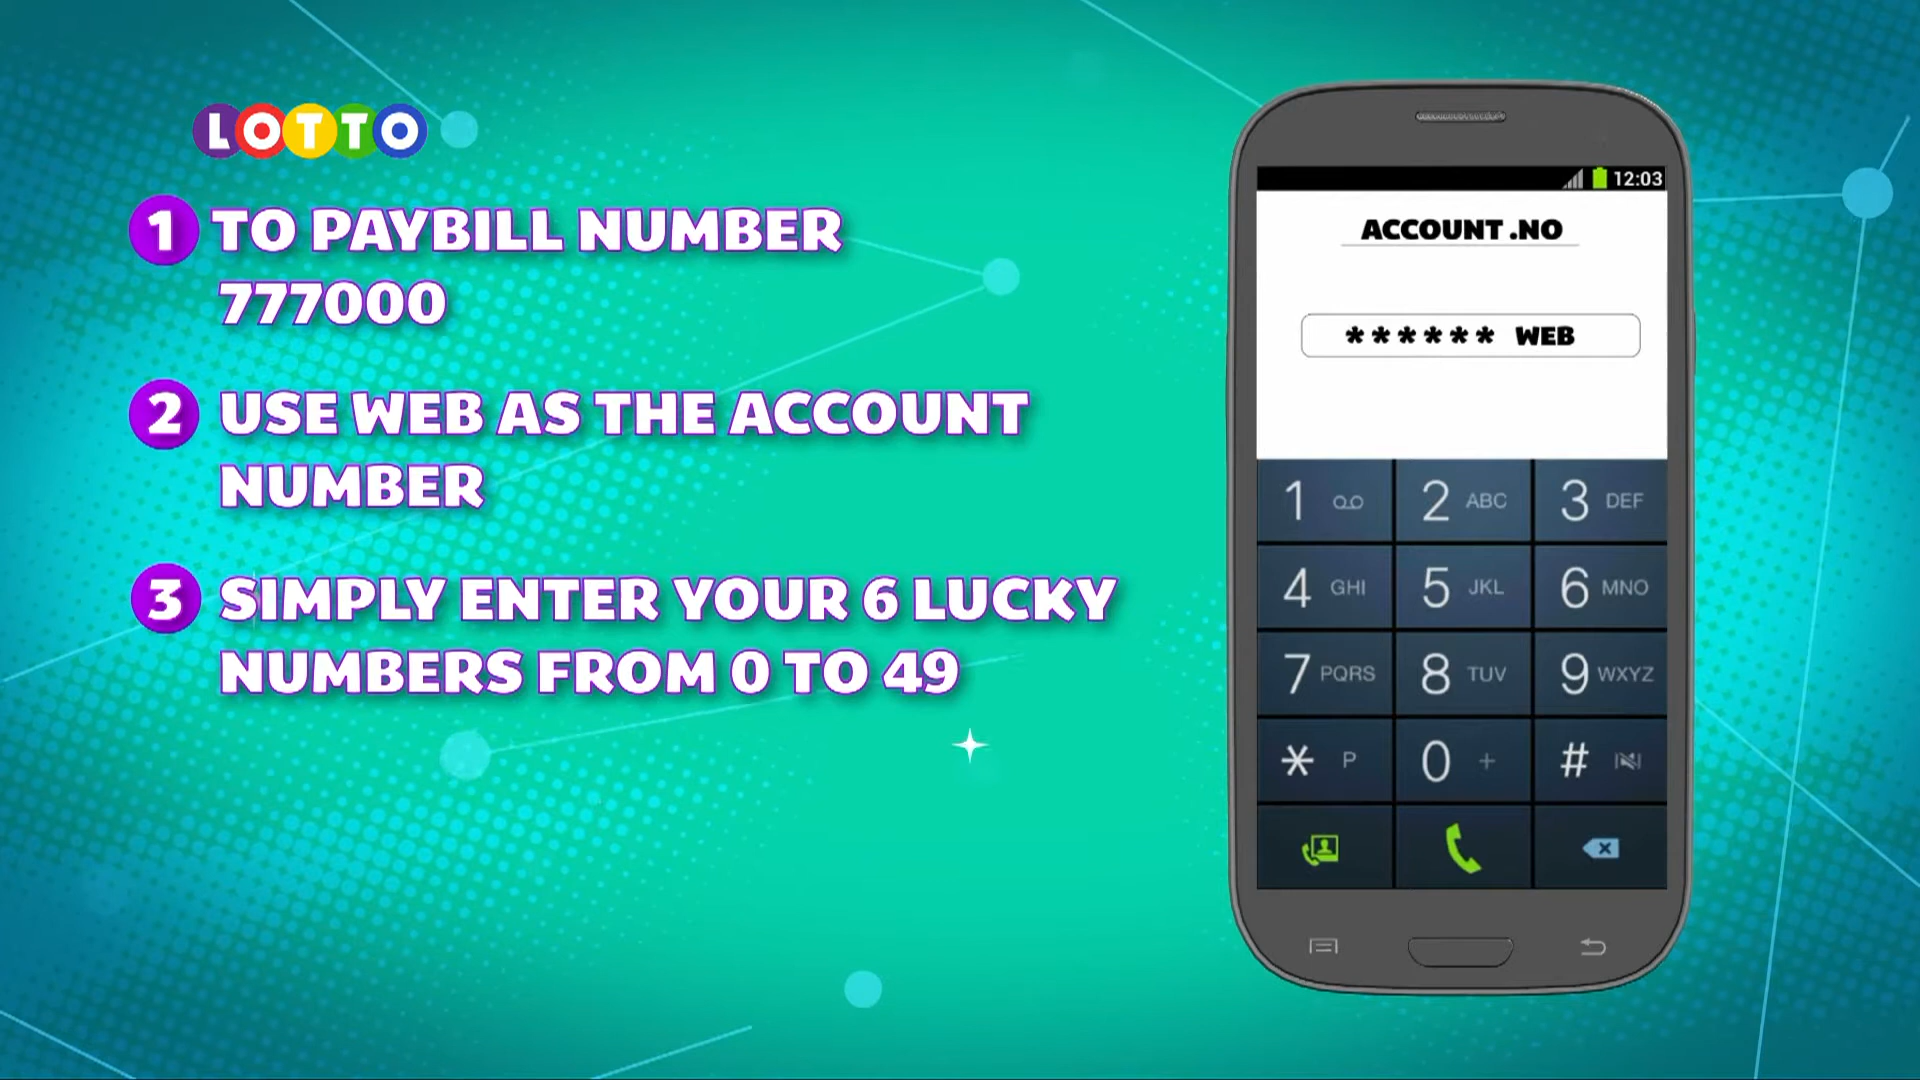 LOTTO
1 TO PAYBILL NUMBER
777000
2 USE WEB AS THE ACCOUNT
NUMBER
3 SIMPLY ENTER YOUR 6 LUCKY
NUMBERS FROM 0 TO 49
12:03
ACCOUNT .NO
****** WEB
1 2 ABC 3 DEF
4 GHI 5 JKL 6 MNO
7 PQRS 8 TUV 9 WXYZ
* P 0 + #